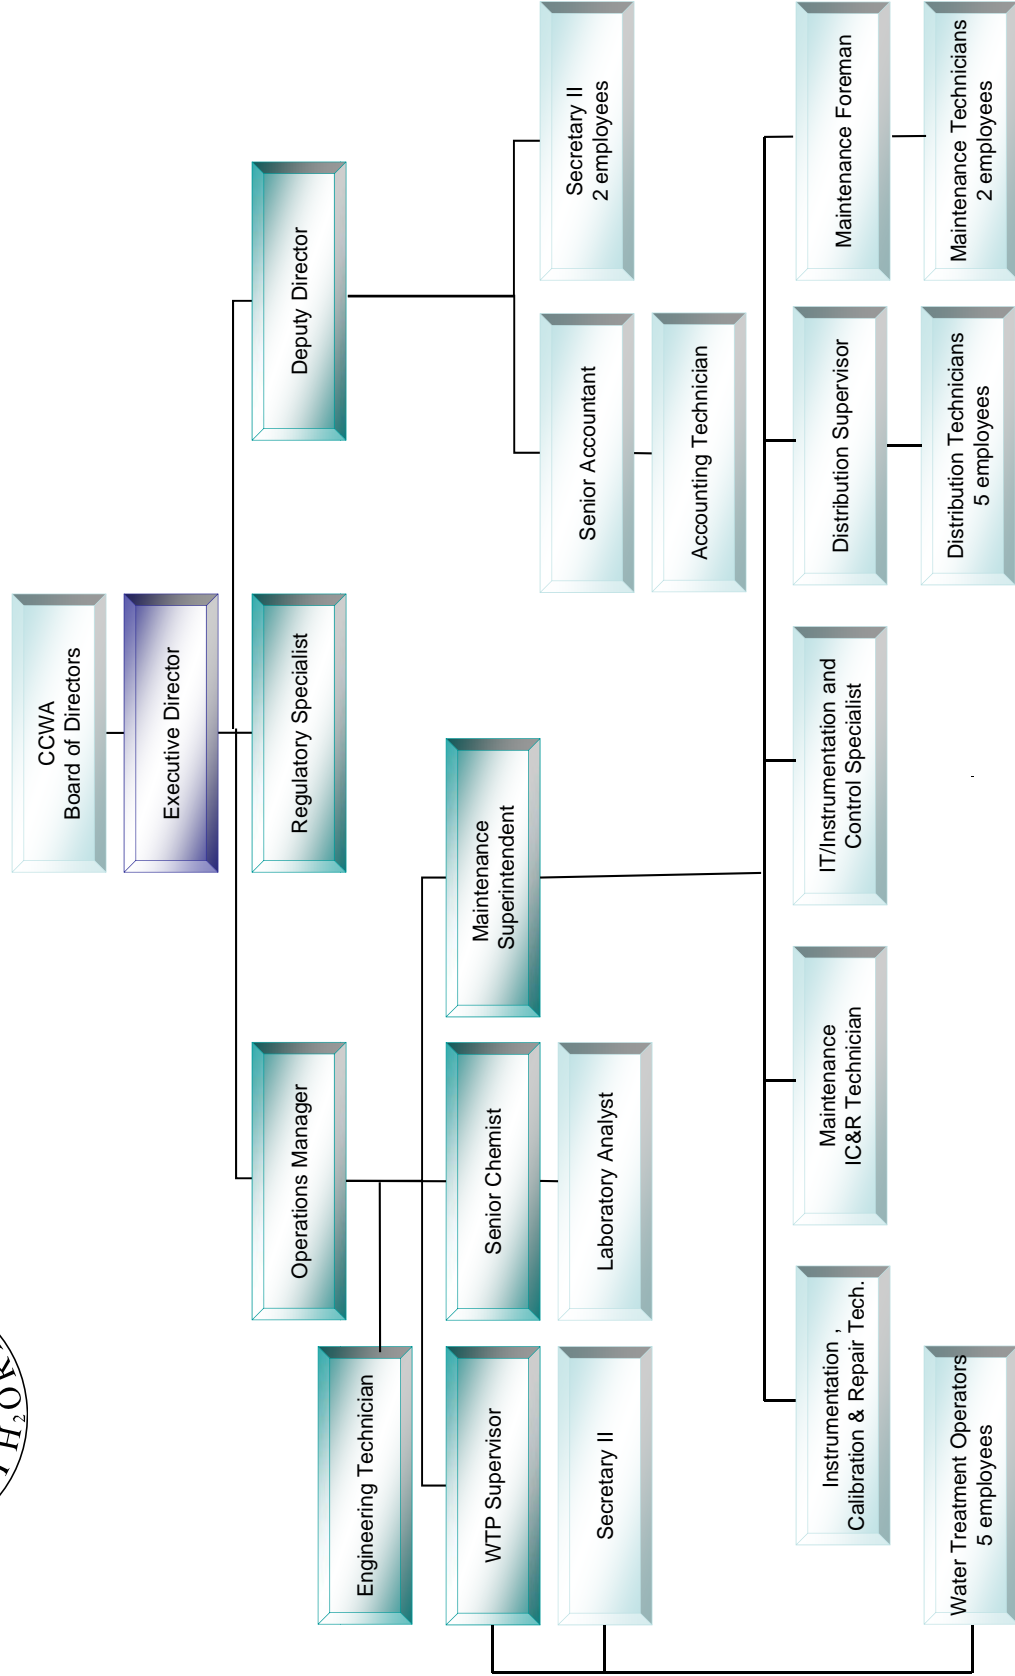 TH₂OR
CCWA
Board of Directors
Executive Director
Operations Manager
Regulatory Specialist
Deputy Director
Engineering Technician
WTP Supervisor
Senior Chemist
Maintenance
Superintendent
Secretary II
Laboratory Analyst
Senior Accountant
Secretary II
2 employees
Accounting Technician
Instrumentation ,
Calibration & Repair Tech.
Maintenance
IC&R Technician
IT/Instrumentation and
Control Specialist
Distribution Supervisor
Maintenance Foreman
Water Treatment Operators
5 employees
Distribution Technicians
5 employees
Maintenance Technicians
2 employees